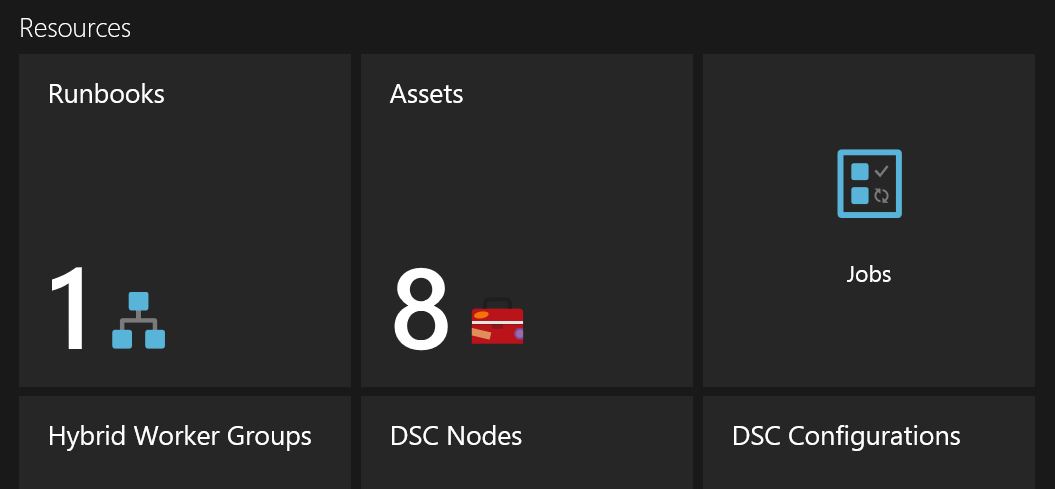 Resources
Runbooks
Assets
1
8
Jobs
Hybrid Worker Groups
DSC Nodes
DSC Configurations